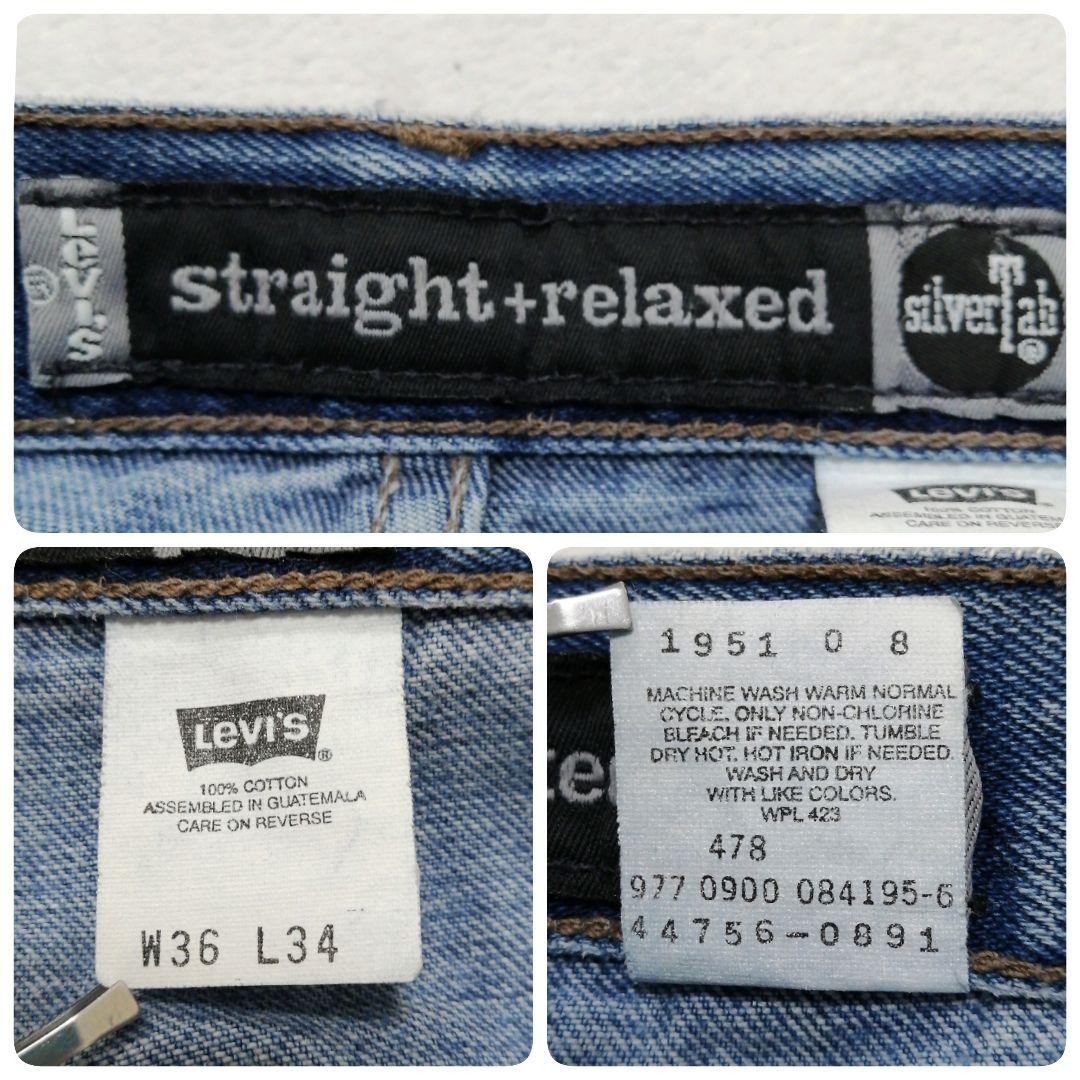 Levi's
®
straight+relaxed
silverTab
®
Levi's
100% COTTON
ASSEMBLED IN GUATEM
CARE ON REVERSE
Levi's®
100% COTTON
ASSEMBLED IN GUATEMALA
CARE ON REVERSE
W36 L34
1951 0 8
MACHINE WASH WARM NORMAL
CYCLE. ONLY NON-CHLORINE
BLEACH IF NEEDED. TUMBLE
DRY HOT. HOT IRON IF NEEDED.
WASH AND DRY
WITH LIKE COLORS.
WPL 423
478
977 0900 084195-6
44756-0891